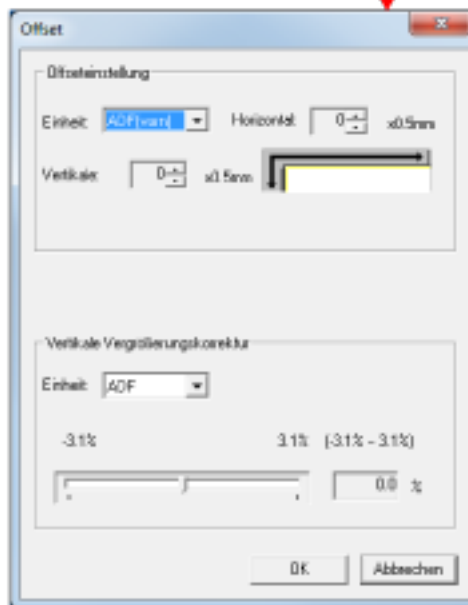 Offset
Offseteinstellung
Einheit: ADF(vorn) Horizontal: 0 x0.5mm
Vertikale: 0 x0.5mm
Vertikale Vergrößerungskorrektur
Einheit: ADF
-3.1% 3.1% (-3.1% - 3.1%)
0.0 %
OK Abbrechen